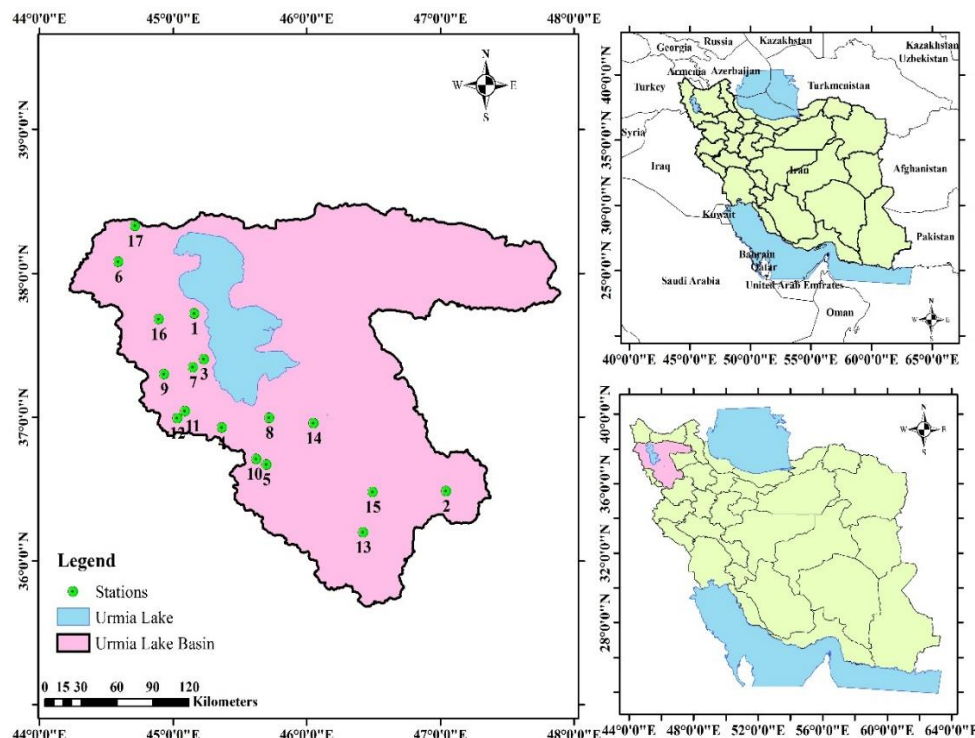 44°0'0"E 45°0'0"E 46°0'0"E 47°0'0"E 48°0'0"E
39°0'0"N
38°0'0"N
37°0'0"N
36°0'0"N
N
W E
S
17
6
1
16
3
7
9
11
12
4
8
14
10
5
15
2
13
Legend
Stations
Urmia Lake
Urmia Lake Basin
0 15 30 60 90 120
Kilometers
44°0'0"E 45°0'0"E 46°0'0"E 47°0'0"E 48°0'0"E
Georgia
Russia
Kazakhstan
Kazakhstan
Uzbekistan
Armenia
Azerbaijan
Turkey
Turkmenistan
Syria
Iraq
Iran
Afghanistan
Kuwait
Pakistan
Bahrain
Qatar
Saudi Arabia
United Arab Emirates
Oman
40°0'0"N
35°0'0"N
30°0'0"N
25°0'0"N
N
W E
S
40°0'0"E 45°0'0"E 50°0'0"E 55°0'0"E 60°0'0"E 65°0'0"E
40°0'0"N
36°0'0"N
32°0'0"N
28°0'0"N
N
W E
S
44°0'0"E 48°0'0"E 52°0'0"E 56°0'0"E 60°0'0"E 64°0'0"E